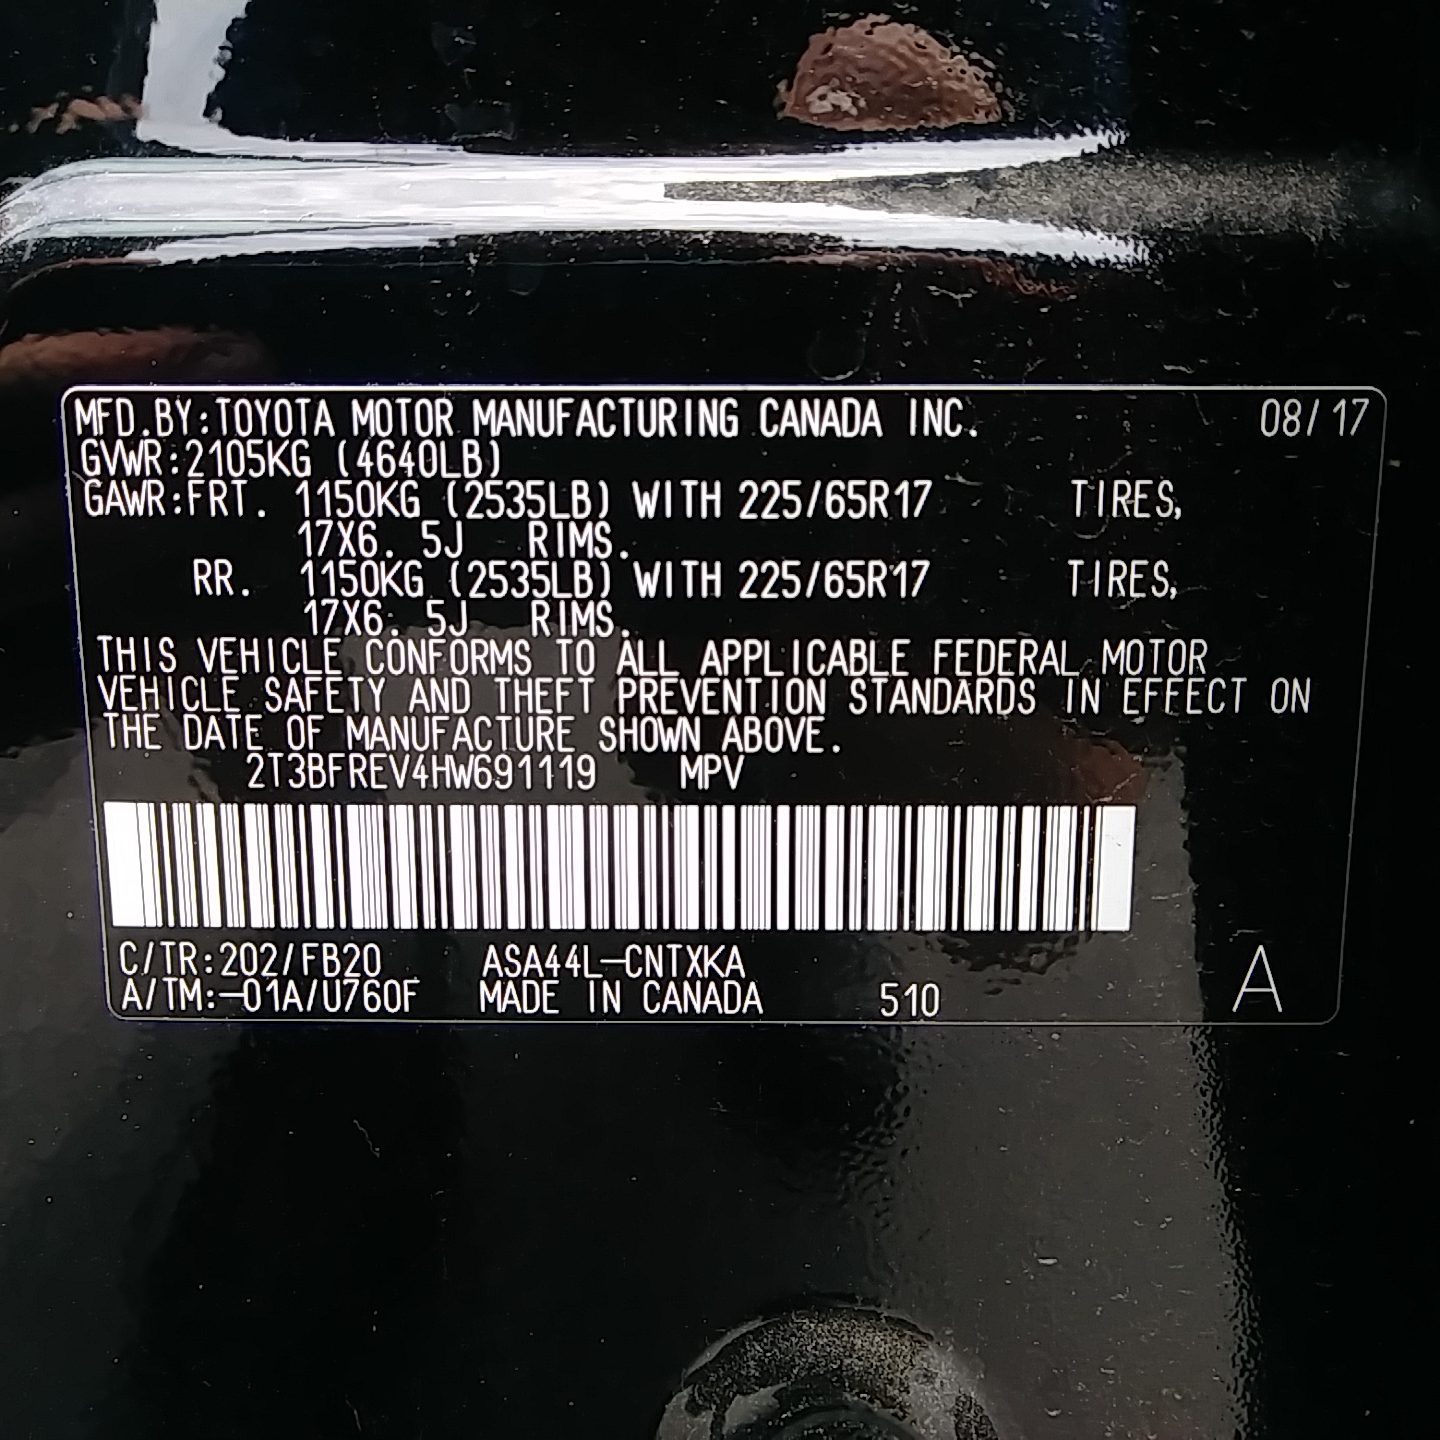 MFD.BY:TOYOTA MOTOR MANUFACTURING CANADA INC. 08/17
GVWR:2105KG (4640LB)
GAWR:FRT. 1150KG (2535LB) WITH 225/65R17 TIRES,
17X6.5J RIMS.
RR. 1150KG (2535LB) WITH 225/65R17 TIRES,
17X6.5J RIMS.
THIS VEHICLE CONFORMS TO ALL APPLICABLE FEDERAL MOTOR
VEHICLE SAFETY AND THEFT PREVENTION STANDARDS IN EFFECT ON
THE DATE OF MANUFACTURE SHOWN ABOVE.
2T3BFREV4HW691119 MPV
C/TR:202/FB20 ASA44L-CNTXKA
A/TM:-01A/U760F MADE IN CANADA 510 A